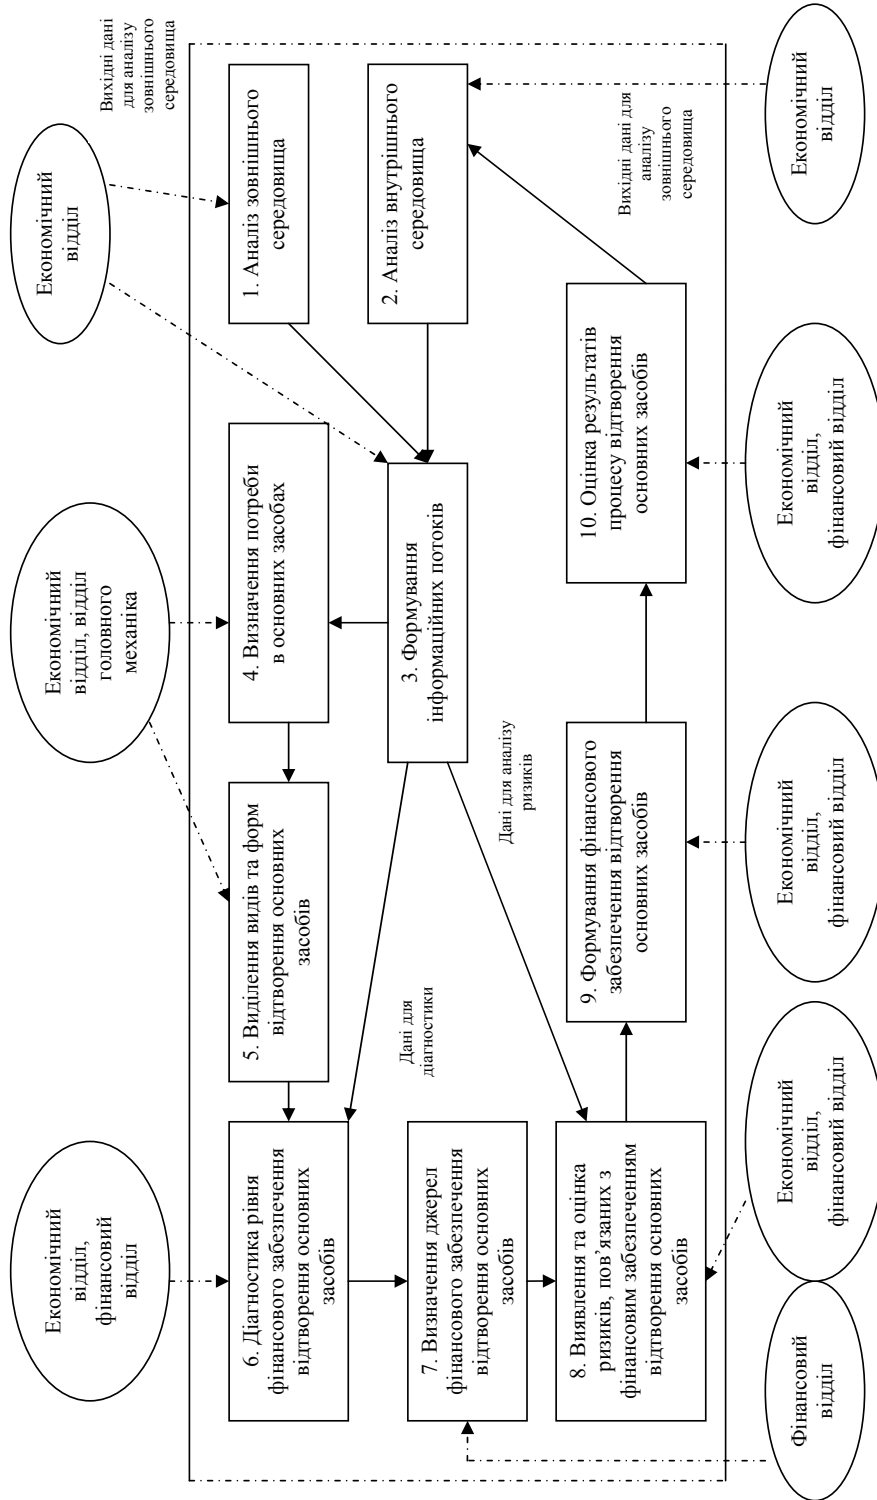 Економічний
відділ,
фінансовий
відділ
Економічний
відділ, відділ
головного
механіка
Економічний
відділ
Вихідні дані
для аналізу
зовнішнього
середовища
6. Діагностика рівня
фінансового забезпечення
відтворення основних
засобів
5. Виділення видів та форм
відтворення основних
засобів
4. Визначення потреби
в основних засобах
1. Аналіз зовнішнього
середовища
7. Визначення джерел
фінансового забезпечення
відтворення основних
засобів
Дані для
діагностики
3. Формування
інформаційних потоків
2. Аналіз внутрішнього
середовища
Дані для аналізу
ризиків
8. Виявлення та оцінка
ризиків, пов’язаних з
фінансовим забезпеченням
відтворення основних
засобів
9. Формування фінансового
забезпечення відтворення
основних засобів
10. Оцінка результатів
процесу відтворення
основних засобів
Вихідні дані для
аналізу
зовнішнього
середовища
Фінансовий
відділ
Економічний
відділ,
фінансовий відділ
Економічний
відділ,
фінансовий відділ
Економічний
відділ,
фінансовий відділ
Економічний
відділ